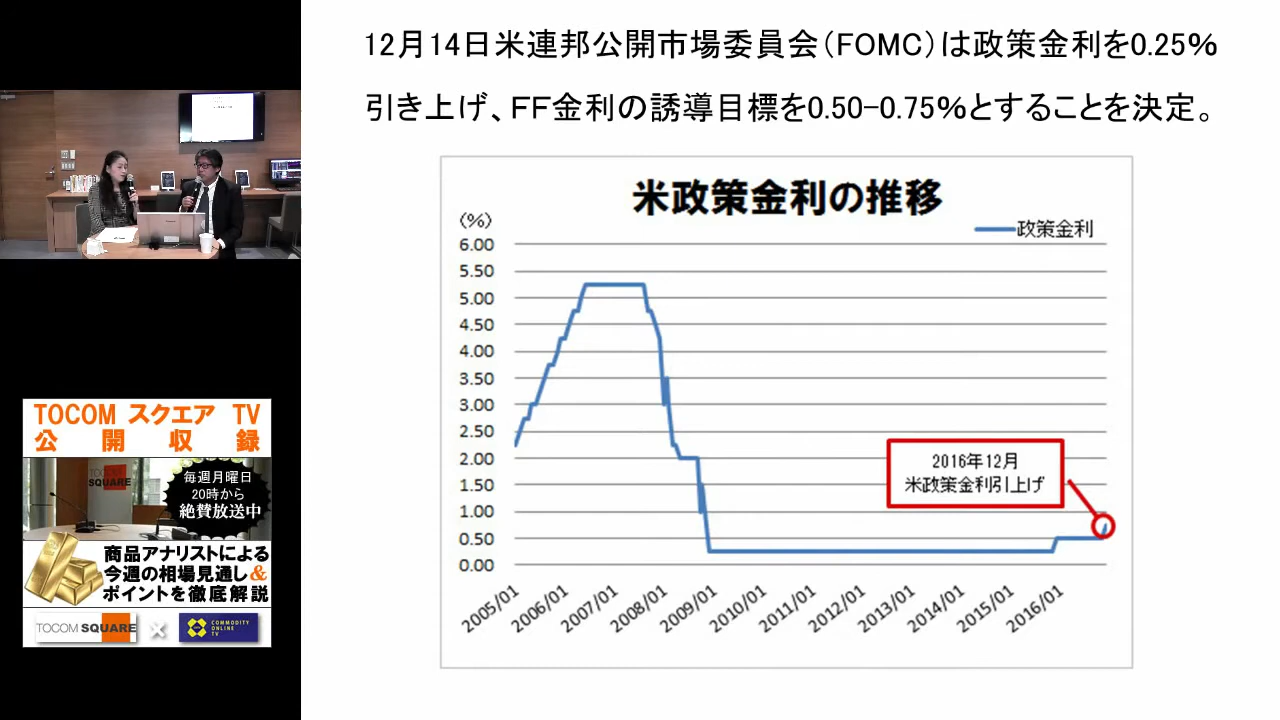 12月14日米連邦公開市場委員会（FOMC）は政策金利を0.25%
引き上げ、FF金利の誘導目標を0.50-0.75%とすることを決定。
米政策金利の推移
(%)
政策金利
6.00
5.50
5.00
4.50
4.00
3.50
3.00
2.50
2.00
1.50
1.00
0.50
0.00
2016年12月
米政策金利引上げ
2005/01
2006/01
2007/01
2008/01
2009/01
2010/01
2011/01
2012/01
2013/01
2014/01
2015/01
2016/01
TOCOM スクエア TV
公開収録
TOCOM
SQUARE
毎週月曜日
20時から
絶賛放送中
商品アナリストによる
今週の相場見通し&
ポイントを徹底解説
TOCOM SQUARE × COMMODITY
ONLINE
TV